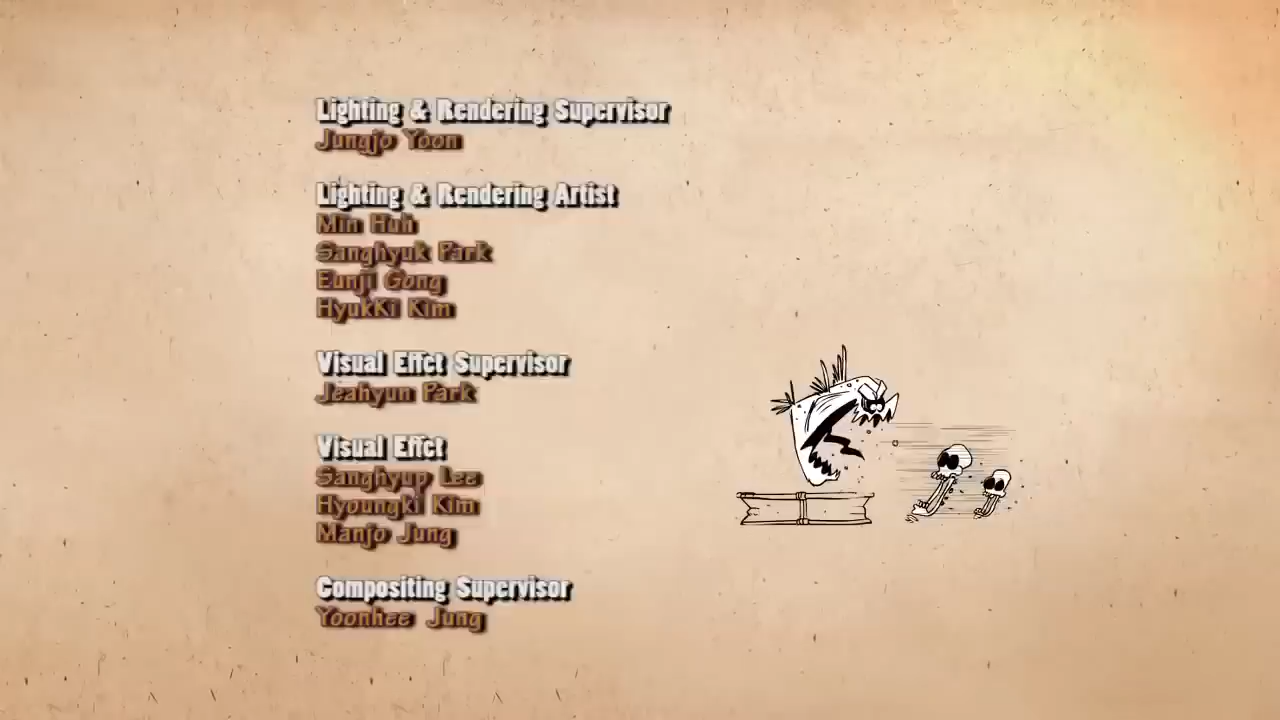 Lighting & Rendering Supervisor
Jungjo Yoon
Lighting & Rendering Artist
Min Huh
Sanghyuk Park
Eunji Gong
HyukKi Kim
Visual Effct Supervisor
Jeahyun Park
Visual Effct
Sanghyup Lee
Hyoungki Kim
Manjo Jung
Compositing Supervisor
Yoonhee Jung